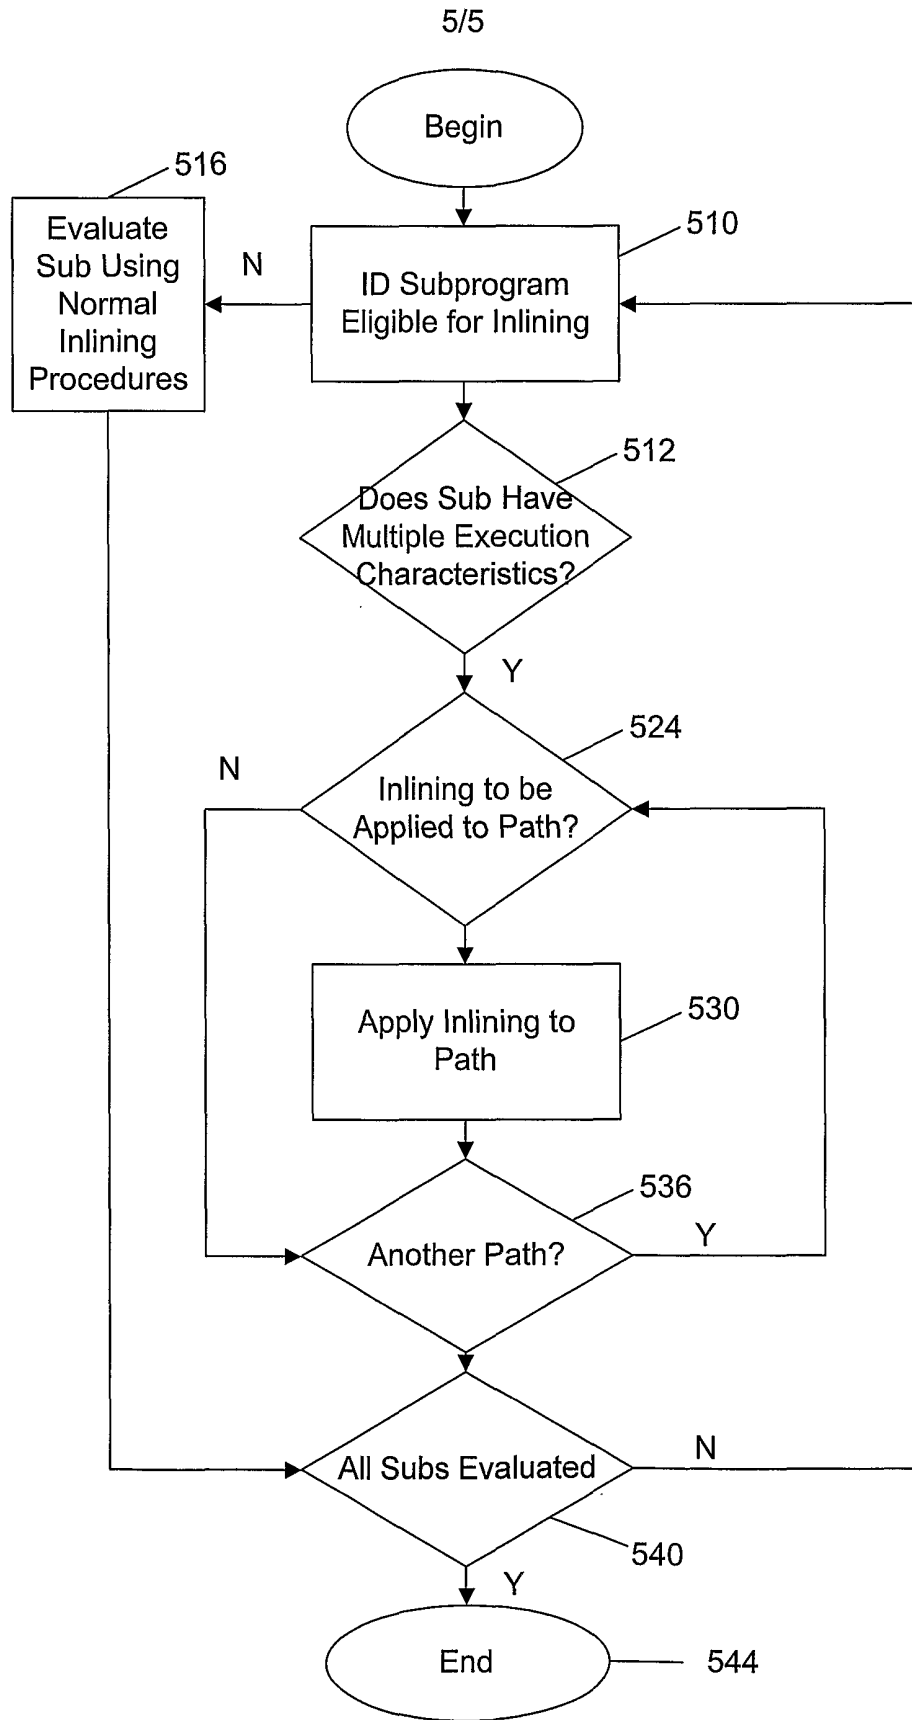 5/5
Begin
516
Evaluate
Sub Using
Normal
Inlining
Procedures
N
510
ID Subprogram
Eligible for Inlining
512
Does Sub Have
Multiple Execution
Characteristics?
Y
524
N
Inlining to be
Applied to Path?
530
Apply Inlining to
Path
536
Another Path?
Y
All Subs Evaluated
N
540
Y
End
544